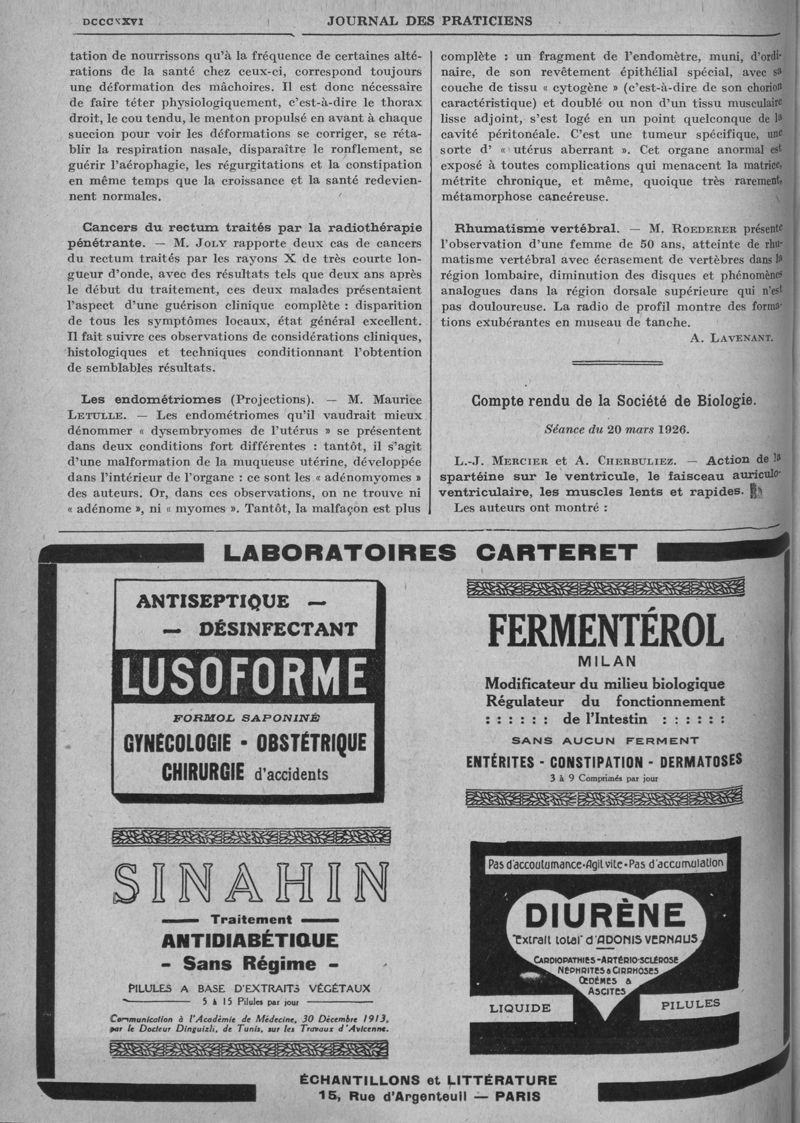 DCCCXXVI
JOURNAL DES PRATICIENS
tation de nourrissons qu'à la fréquence de certaines alté-
rations de la santé chez ceux-ci, correspond toujours
une déformation des mâchoires. Il est donc nécessaire
de faire téter physiologiquement, c'est-à-dire le thorax
droit, le cou tendu, le menton propulsé en avant à chaque
succion pour voir les déformations se corriger, se réta-
blir la respiration nasale, disparaître le ronflement, se
guérir l'aérophagie, les régurgitations et la constipation
en même temps que la croissance et la santé redevien-
nent normales.
Cancers du rectum traités par la radiothérapie
pénétrante. — M. JOLY rapporte deux cas de cancers
du rectum traités par les rayons X de très courte lon-
gueur d'onde, avec des résultats tels que deux ans après
le début du traitement, ces deux malades présentaient
l'aspect d'une guérison clinique complète : disparition
de tous les symptômes locaux, état général excellent.
Il fait suivre ces observations de considérations cliniques,
histologiques et techniques conditionnant l'obtention
de semblables résultats.
Les endométriomes (Projections). — M. Maurice
LETULLE. — Les endométriomes qu'il vaudrait mieux
dénommer « dysembryomes de l'utérus » se présentent
dans deux conditions fort différentes : tantôt, il s'agit
d'une malformation de la muqueuse utérine, développée
dans l'intérieur de l'organe : ce sont les « adénomyomes »
des auteurs. Or, dans ces observations, on ne trouve ni
« adénome », ni « myomes ». Tantôt, la malfaçon est plus
complète : un fragment de l'endomètre, muni, d'ordi-
naire, de son revêtement épithélial spécial, avec sa
couche de tissu « cytogène » (c'est-à-dire de son chorion
caractéristique) et doublé ou non d'un tissu musculaire
lisse adjoint, s'est logé en un point quelconque de la
cavité péritonéale. C'est une tumeur spécifique, une
sorte d' « utérus aberrant ». Cet organe anormal est
exposé à toutes complications qui menacent la matrice,
métrite chronique, et même, quoique très rarement,
métamorphose cancéreuse.
Rhumatisme vertébral. — M. ROEDERER présente
l'observation d'une femme de 50 ans, atteinte de rhu-
matisme vertébral avec écrasement de vertèbres dans la
région lombaire, diminution des disques et phénomènes
analogues dans la région dorsale supérieure qui n'est
pas douloureuse. La radio de profil montre des forma-
tions exubérantes en museau de tanche.
A. LAVENANT.
Compte rendu de la Société de Biologie.
Séance du 20 mars 1926.
L.-J. MERCIER et A. CHERBULIEZ. — Action de la
spartéine sur le ventricule, le faisceau auriculo-
ventriculaire, les muscles lents et rapides.
Les auteurs ont montré :
LABORATOIRES CARTERET
ANTISEPTIQUE —
— DÉSINFECTANT
LUSOFORME
FORMOL SAPONINÉ
GYNÉCOLOGIE - OBSTÉTRIQUE
CHIRURGIE d'accidents
FERMENTÉROL
MILAN
Modificateur du milieu biologique
Régulateur du fonctionnement
: : : : : : de l'Intestin : : : : : :
SANS AUCUN FERMENT
ENTÉRITES - CONSTIPATION - DERMATOSES
3 à 9 Comprimés par jour
SINAHIN
Traitement
ANTIDIABÉTIQUE
- Sans Régime -
PILULES A BASE D'EXTRAITS VÉGÉTAUX
5 à 15 Pilules par jour
Communication à l'Académie de Médecine, 30 Décembre 1913,
par le Docteur Dinguizli, de Tunis, sur les Travaux d'Avicenne.
Pas d'accoutumance • Agit vite • Pas d'accumulation
DIURÈNE
"Extrait total" d'ADONIS VERNALIS
CARDIOPATHIES - ARTÉRIO-SCLÉROSE
NÉPHRITES & CIRRHOSES
ŒDÈMES &
ASCITES
LIQUIDE
PILULES
ÉCHANTILLONS et LITTÉRATURE
15, Rue d'Argenteuil — PARIS